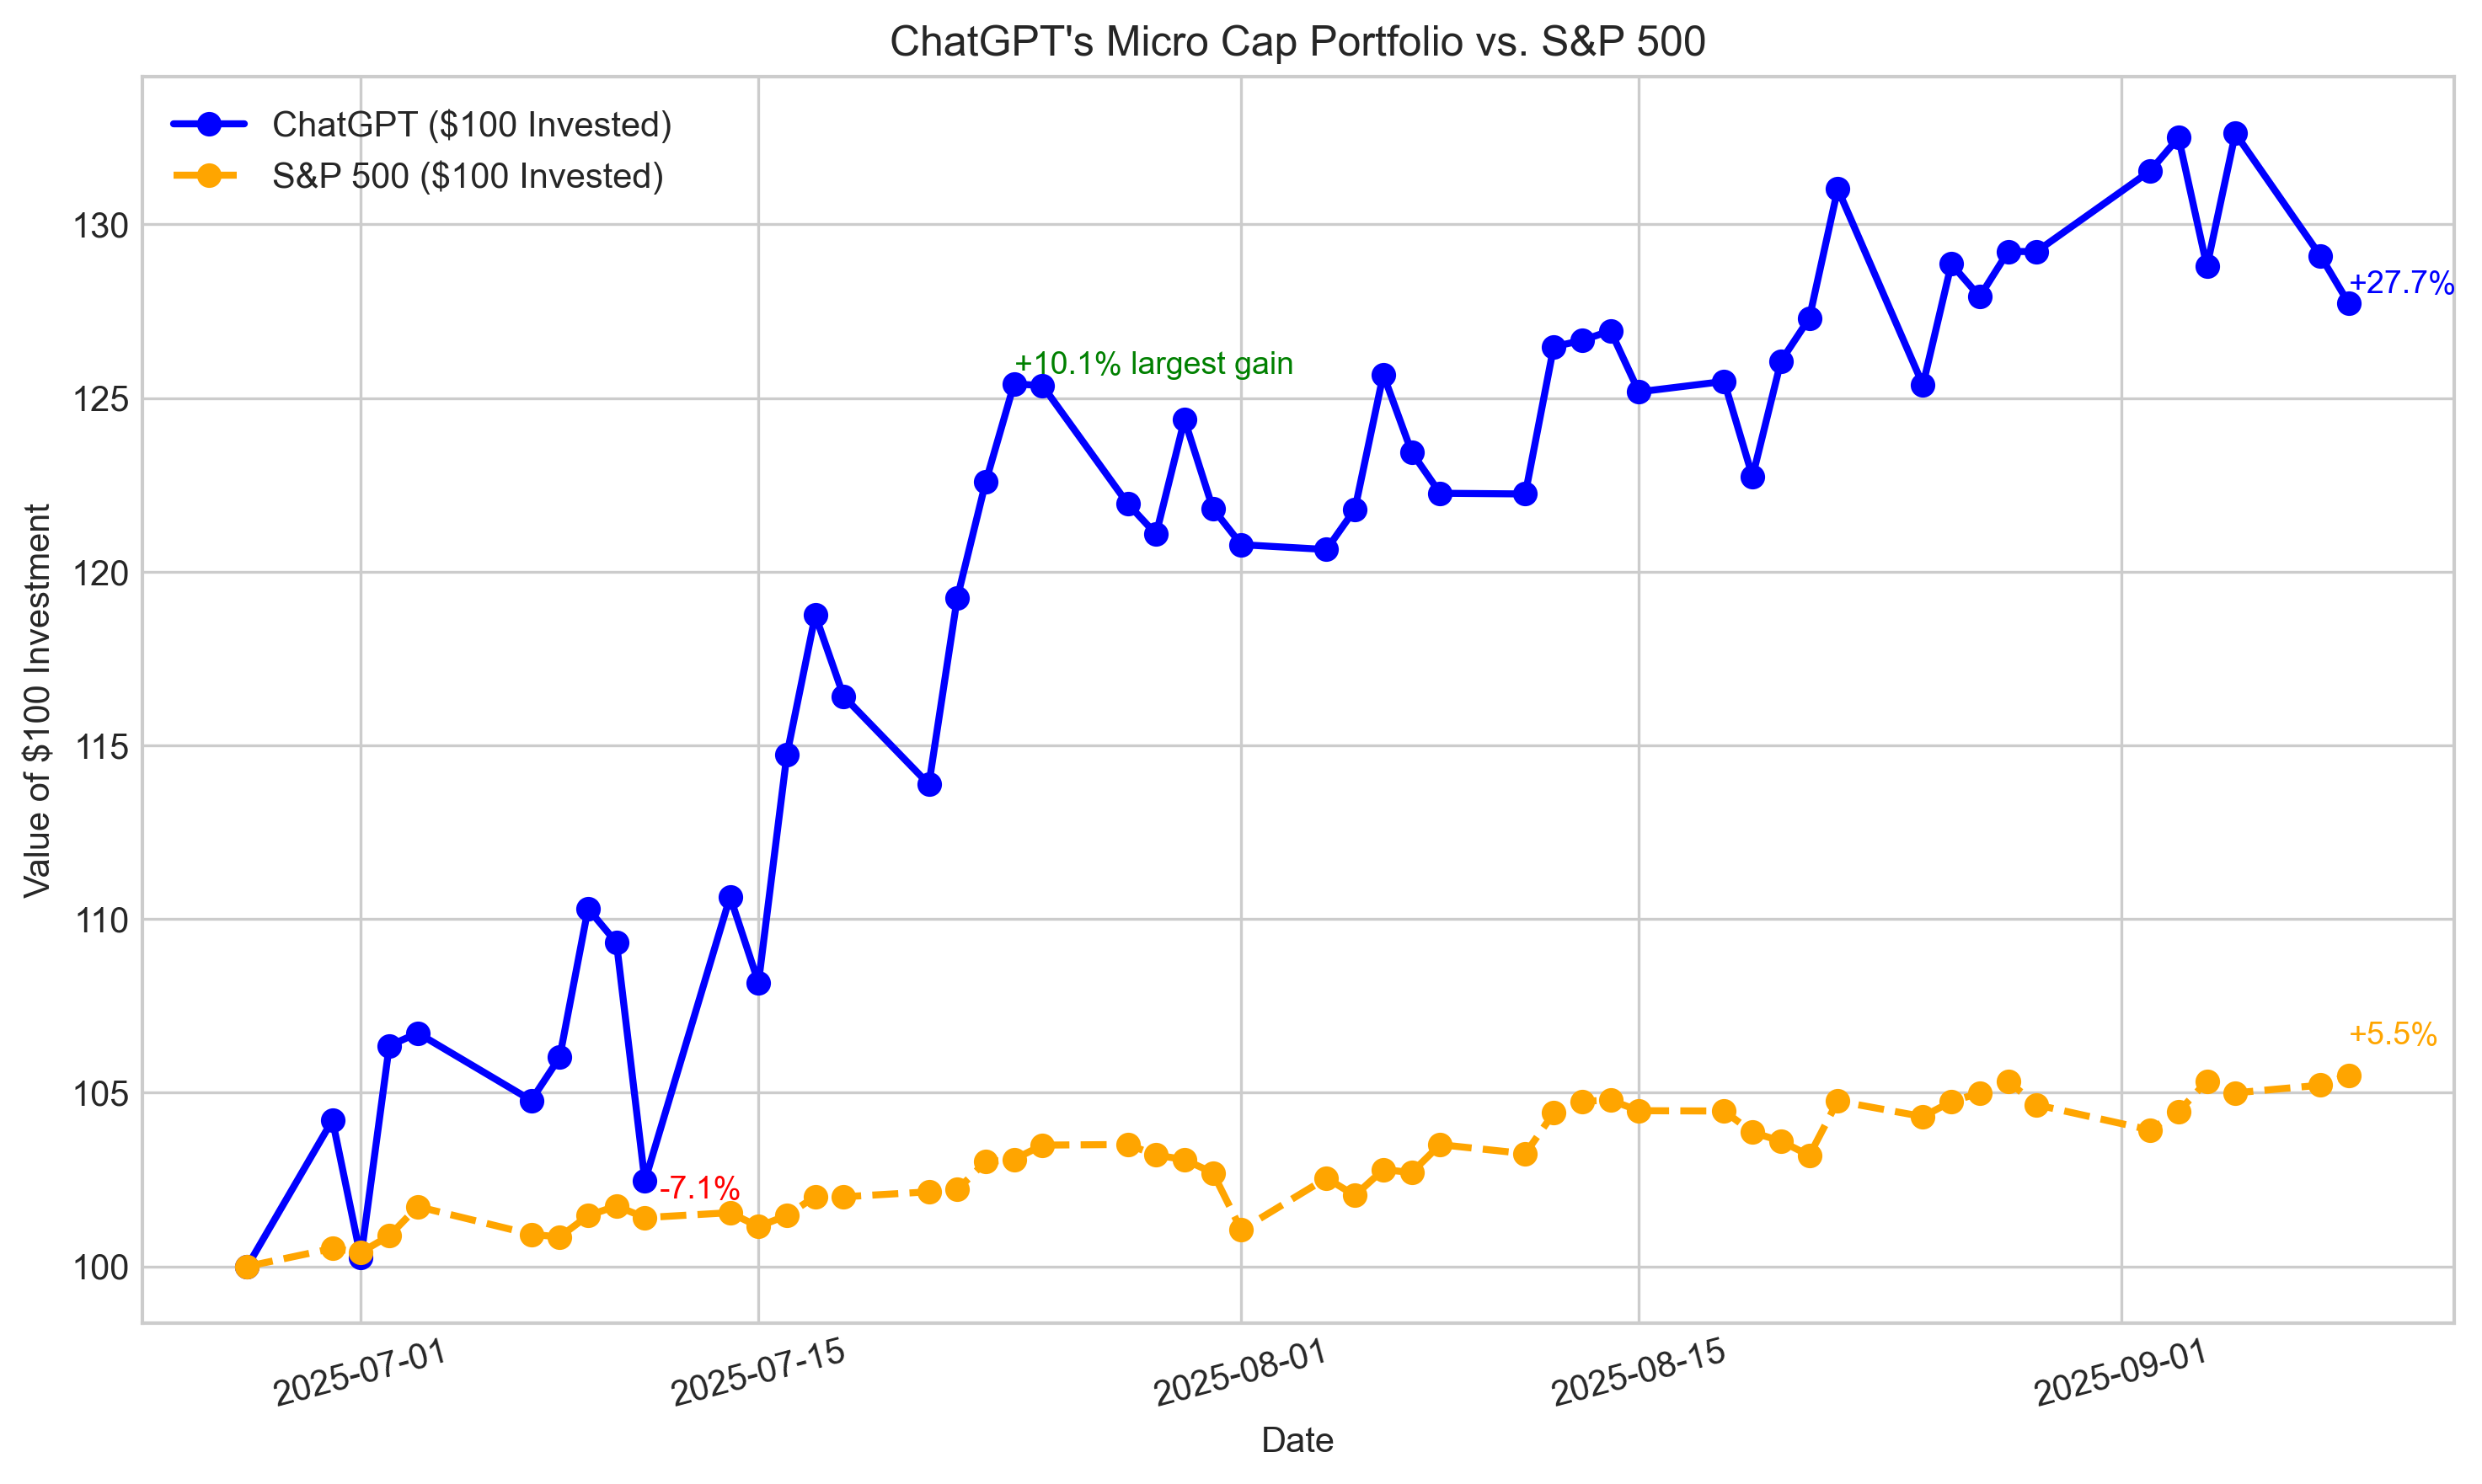 ChatGPT's Micro Cap Portfolio vs. S&P 500
ChatGPT ($100 Invested)
S&P 500 ($100 Invested)
Value of $100 Investment
130
125
120
115
110
105
100
+27.7%
+10.1% largest gain
+5.5%
-7.1%
2025-07-01
2025-07-15
2025-08-01
2025-08-15
2025-09-01
Date